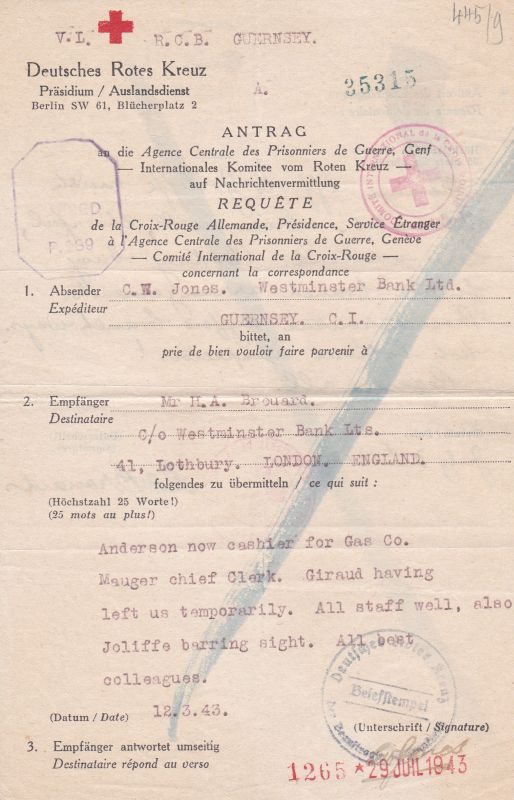 445/9
V.L. R.C.B. GUERNSEY.
Deutsches Rotes Kreuz
Präsidium / Auslandsdienst
Berlin SW 61, Blücherplatz 2
A.
35315
ANTRAG
an die Agence Centrale des Prisonniers de Guerre, Genf
— Internationales Komitee vom Roten Kreuz —
auf Nachrichtenvermittlung
REQUÊTE
de la Croix-Rouge Allemande, Présidence, Service Étranger
à l'Agence Centrale des Prisonniers de Guerre, Genève
— Comité International de la Croix-Rouge —
concernant la correspondance
1. Absender C.W. Jones. Westminster Bank Ltd.
Expéditeur
GUERNSEY. C.I.
bittet, an
prie de bien vouloir faire parvenir à
2. Empfänger Mr H.A. Brouard.
Destinataire
C/o Westminster Bank Lts.
41, Lothbury. LONDON. ENGLAND.
folgendes zu übermitteln / ce qui suit :
(Höchstzahl 25 Worte!)
(25 mots au plus!)
Anderson now cashier for Gas Co.
Mauger chief Clerk. Giraud having
left us temporarily. All staff well, also
Joliffe barring sight. All best
colleagues.
Deutsches Rotes Kreuz
Briefstempel
(Datum / Date) 12.3.43.
(Unterschrift / Signature)
3. Empfänger antwortet umseitig
Destinataire répond au verso
1265 * 29 JUIL 1943